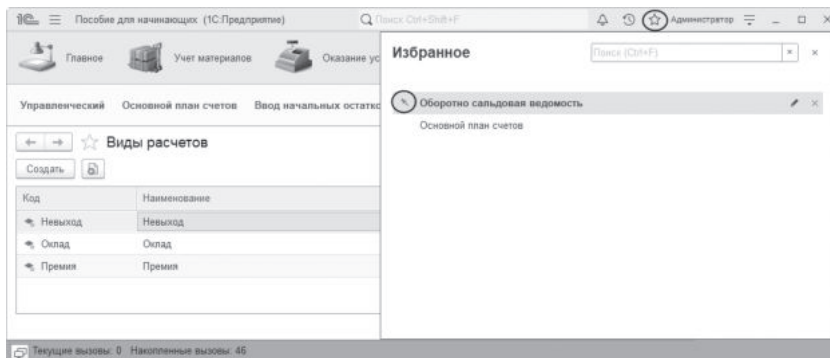 1С Пособие для начинающих (1С:Предприятие) Поиск Ctrl+Shift+F Администратор
Главное Учет материалов Оказание ус
Управленческий Основной план счетов Ввод начальных остатко
Виды расчетов
Создать
Код Наименование
Невыход Невыход
Оклад Оклад
Премия Премия
Избранное Поиск (Ctrl+F)
Оборотно сальдовая ведомость
Основной план счетов
Текущие вызовы: 0 Накопленные вызовы: 46